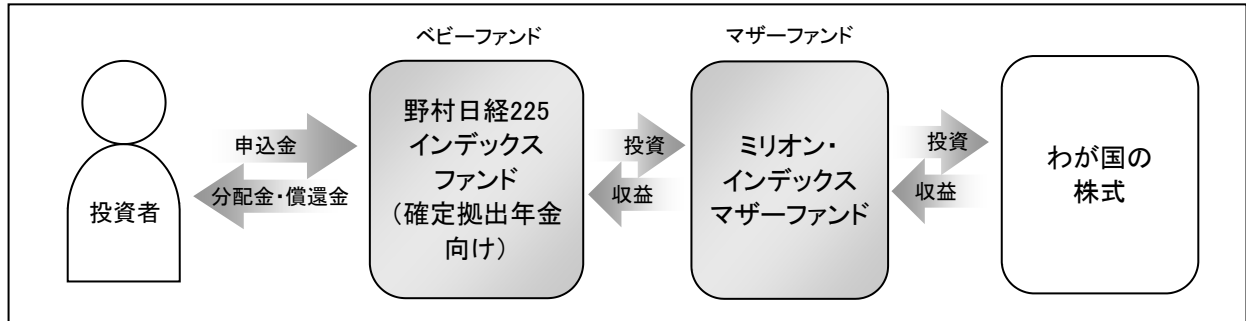 ベビーファンド
マザーファンド
投資者
申込金
分配金・償還金
野村日経225
インデックス
ファンド
(確定拠出年金
向け)
投資
収益
ミリオン・
インデックス
マザーファンド
投資
収益
わが国の
株式